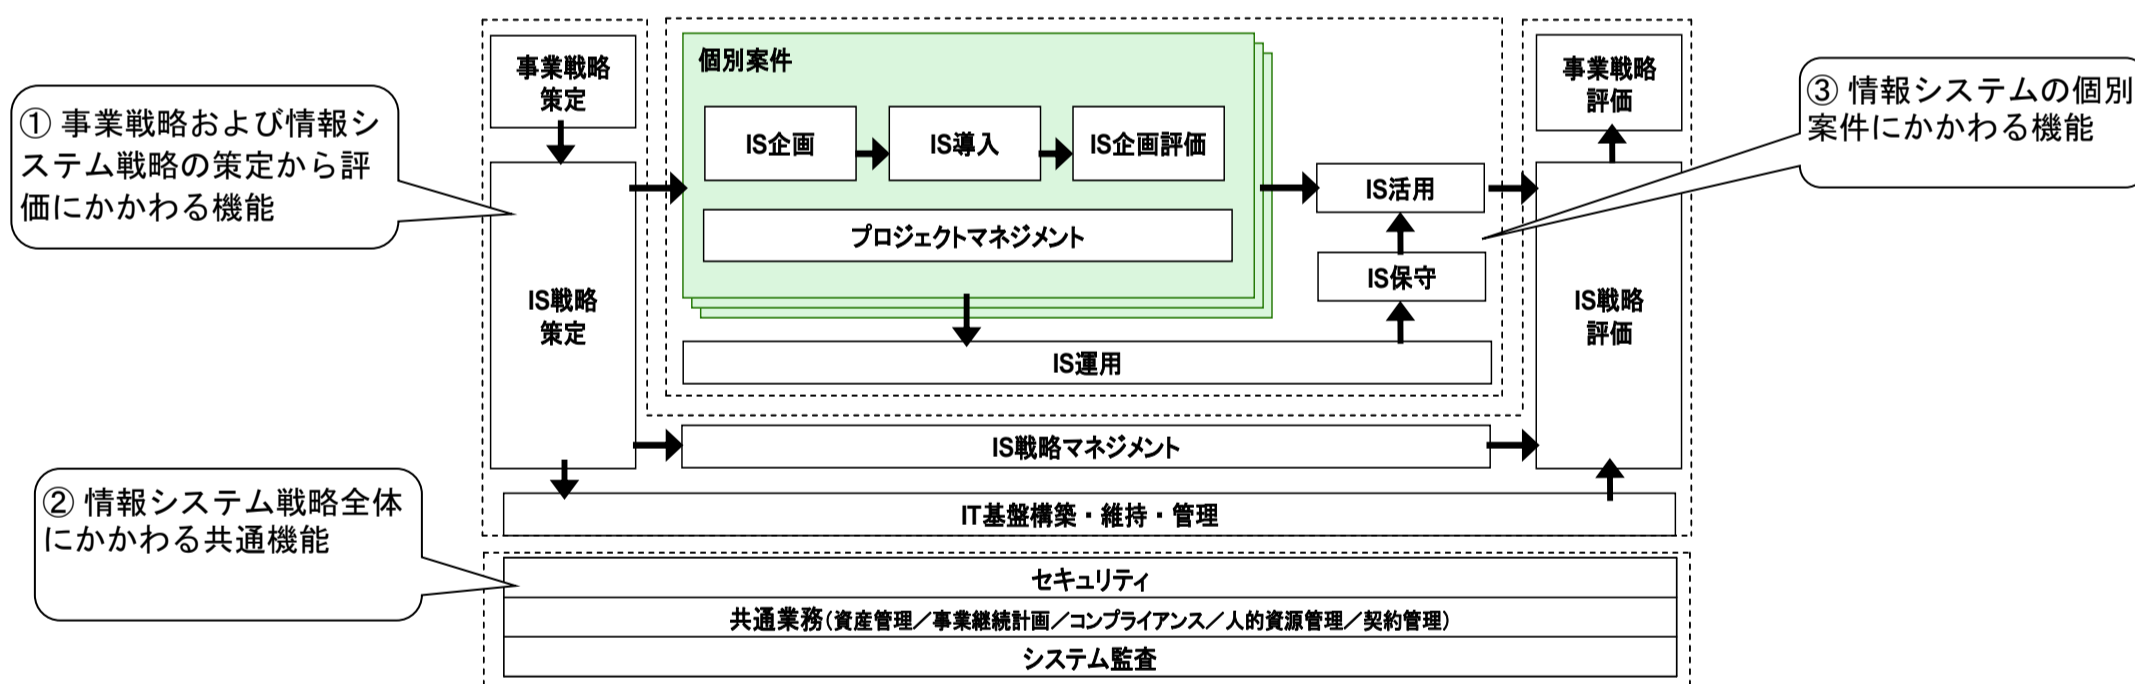 ① 事業戦略および情報シ
ステム戦略の策定から評
価にかかわる機能
② 情報システム戦略全体
にかかわる共通機能
事業戦略
策定
IS戦略
策定
個別案件
IS企画
IS導入
IS企画評価
プロジェクトマネジメント
IS活用
IS保守
IS運用
IS戦略マネジメント
IT基盤構築・維持・管理
セキュリティ
共通業務(資産管理／事業継続計画／コンプライアンス／人的資源管理／契約管理)
システム監査
事業戦略
評価
IS戦略
評価
③ 情報システムの個別
案件にかかわる機能